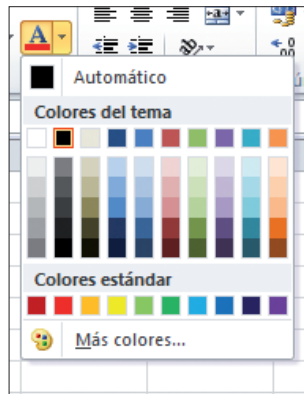 A
Automático
Colores del tema
Colores estándar
Más colores...